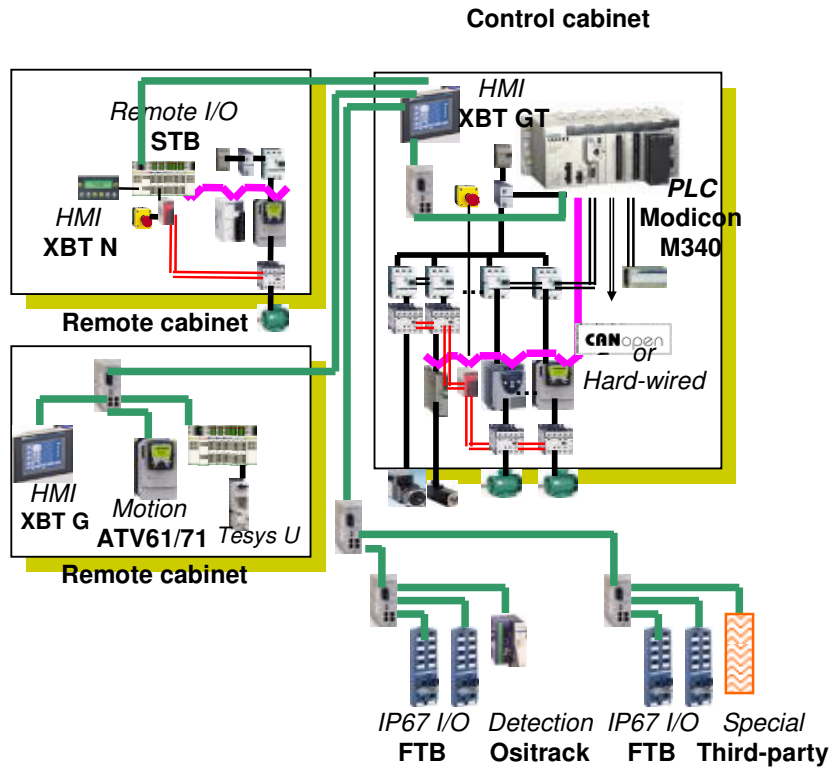 Control cabinet
HMI
XBT GT
Remote I/O
STB
HMI
XBT N
PLC
Modicon
M340
Remote cabinet
...
CANopen
or
Hard-wired
HMI
XBT G
Motion
ATV61/71
Tesys U
Remote cabinet
IP67 I/O
FTB
Detection
Ositrack
IP67 I/O
FTB
Special
Third-party